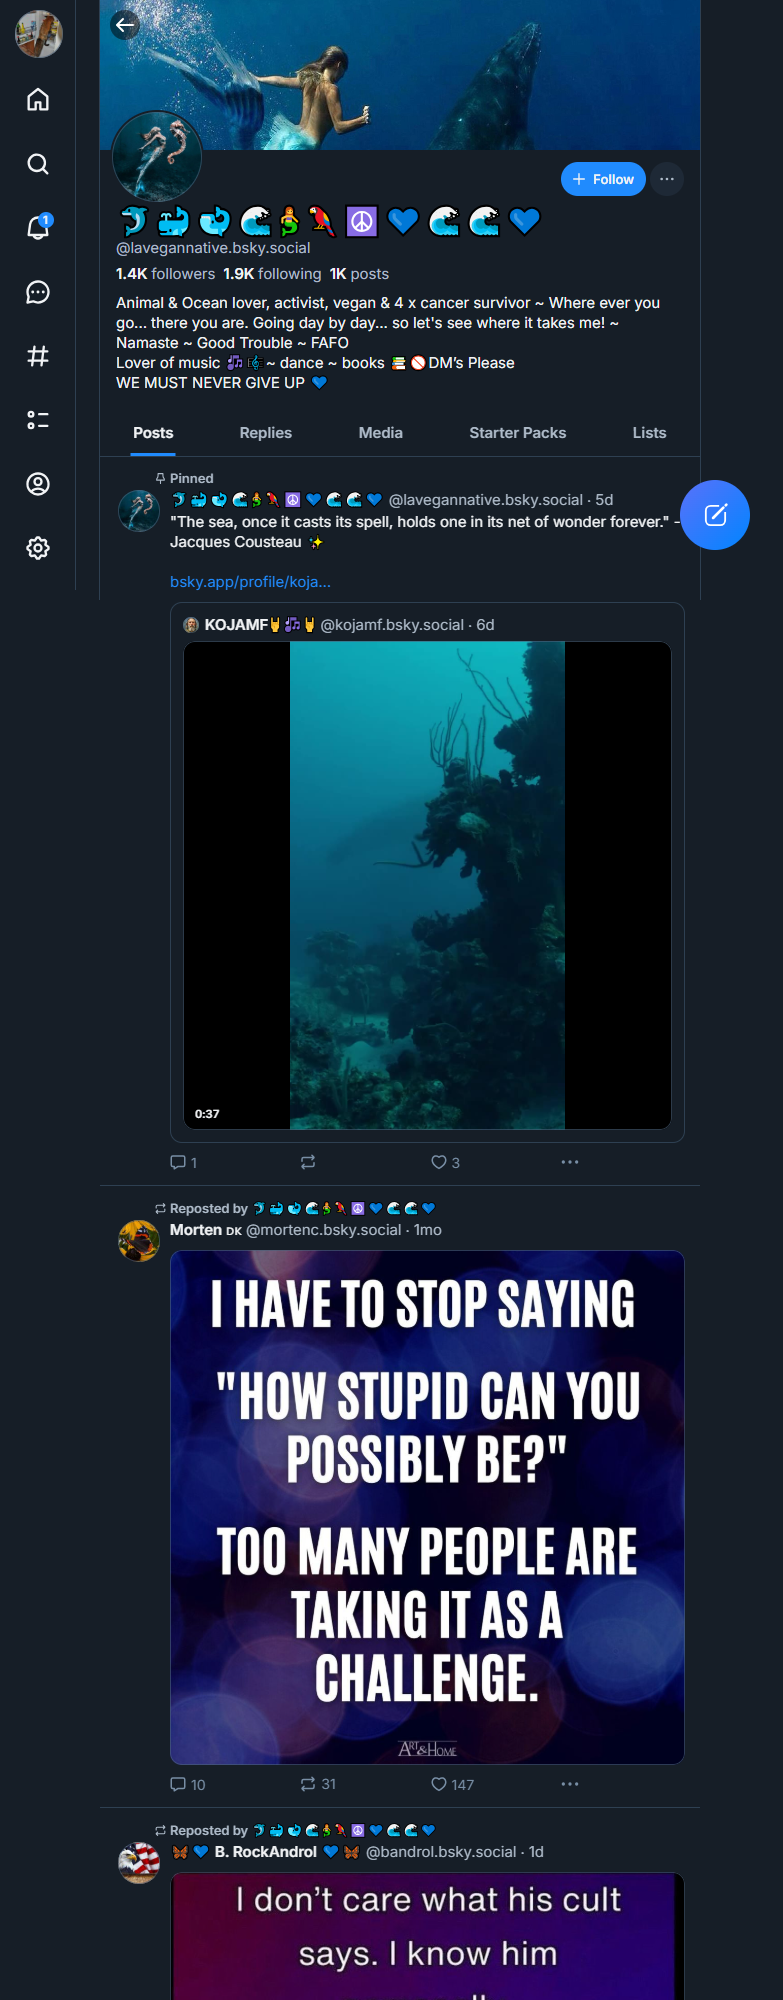 1
+ Follow
🐬🐳🐋🌊🧜‍♀️🦜☮️💙🌊🌊💙
@lavegannative.bsky.social
1.4K followers 1.9K following 1K posts
Animal & Ocean lover, activist, vegan & 4 x cancer survivor ~ Where ever you
go... there you are. Going day by day... so let's see where it takes me! ~
Namaste ~ Good Trouble ~ FAFO
Lover of music 🎶🎼~ dance ~ books 📚🚫DM's Please
WE MUST NEVER GIVE UP 💙
Posts Replies Media Starter Packs Lists
Pinned
🐬🐳🐋🌊🧜‍♀️🦜☮️💙🌊🌊💙 @lavegannative.bsky.social · 5d
"The sea, once it casts its spell, holds one in its net of wonder forever." -
Jacques Cousteau ✨
bsky.app/profile/koja...
KOJAMF🤘🎶🤘 @kojamf.bsky.social · 6d
0:37
1 3
Reposted by 🐬🐳🐋🌊🧜‍♀️🦜☮️💙🌊🌊💙
Morten DK @mortenc.bsky.social · 1mo
I HAVE TO STOP SAYING
"HOW STUPID CAN YOU
POSSIBLY BE?"
TOO MANY PEOPLE ARE
TAKING IT AS A
CHALLENGE.
ART&HOME
10 31 147
Reposted by 🐬🐳🐋🌊🧜‍♀️🦜☮️💙🌊🌊💙
🦋💙 B. RockAndrol 💙🦋 @bandrol.bsky.social · 1d
I don't care what his cult
says. I know him